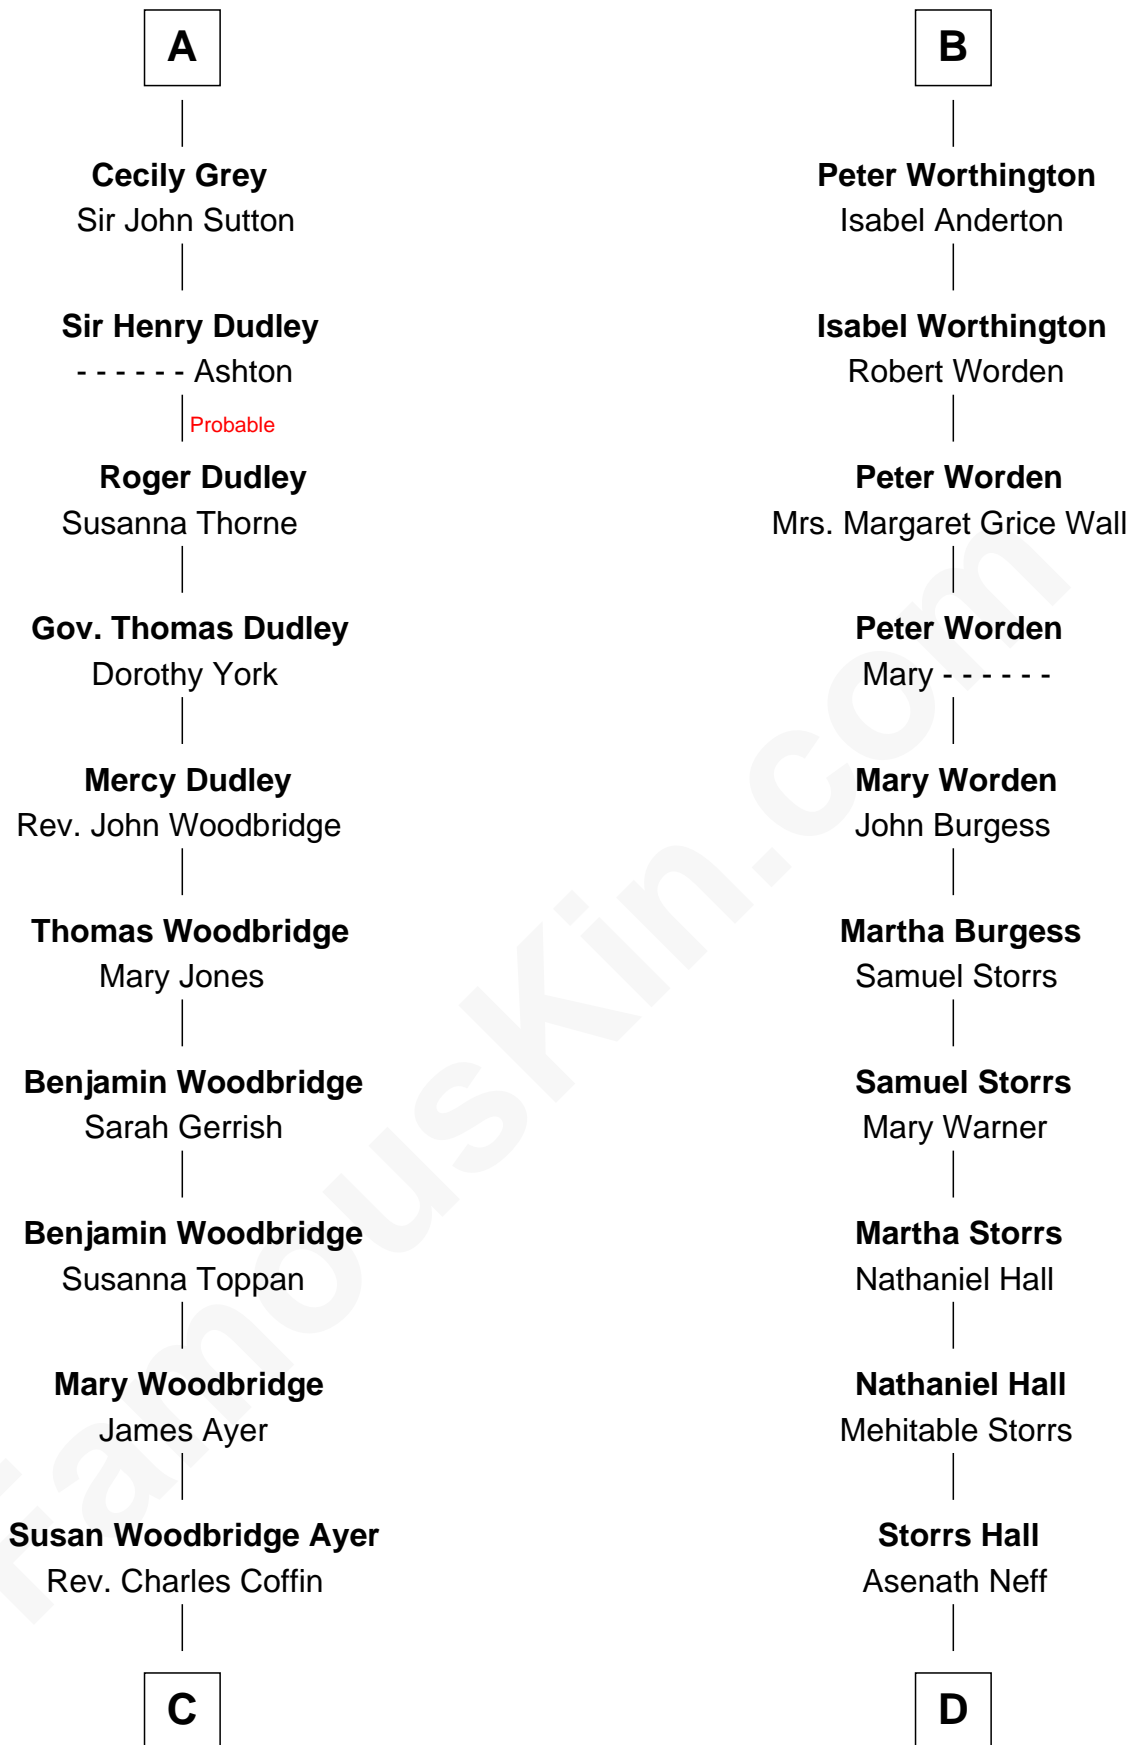 A
Cecily Grey
Sir John Sutton
Sir Henry Dudley
- - - - - - Ashton
Probable
Roger Dudley
Susanna Thorne
Gov. Thomas Dudley
Dorothy York
Mercy Dudley
Rev. John Woodbridge
Thomas Woodbridge
Mary Jones
Benjamin Woodbridge
Sarah Gerrish
Benjamin Woodbridge
Susanna Toppan
Mary Woodbridge
James Ayer
Susan Woodbridge Ayer
Rev. Charles Coffin
C
B
Peter Worthington
Isabel Anderton
Isabel Worthington
Robert Worden
Peter Worden
Mrs. Margaret Grice Wall
Peter Worden
Mary - - - - - -
Mary Worden
John Burgess
Martha Burgess
Samuel Storrs
Samuel Storrs
Mary Warner
Martha Storrs
Nathaniel Hall
Nathaniel Hall
Mehitable Storrs
Storrs Hall
Asenath Neff
D
FamousKin.com